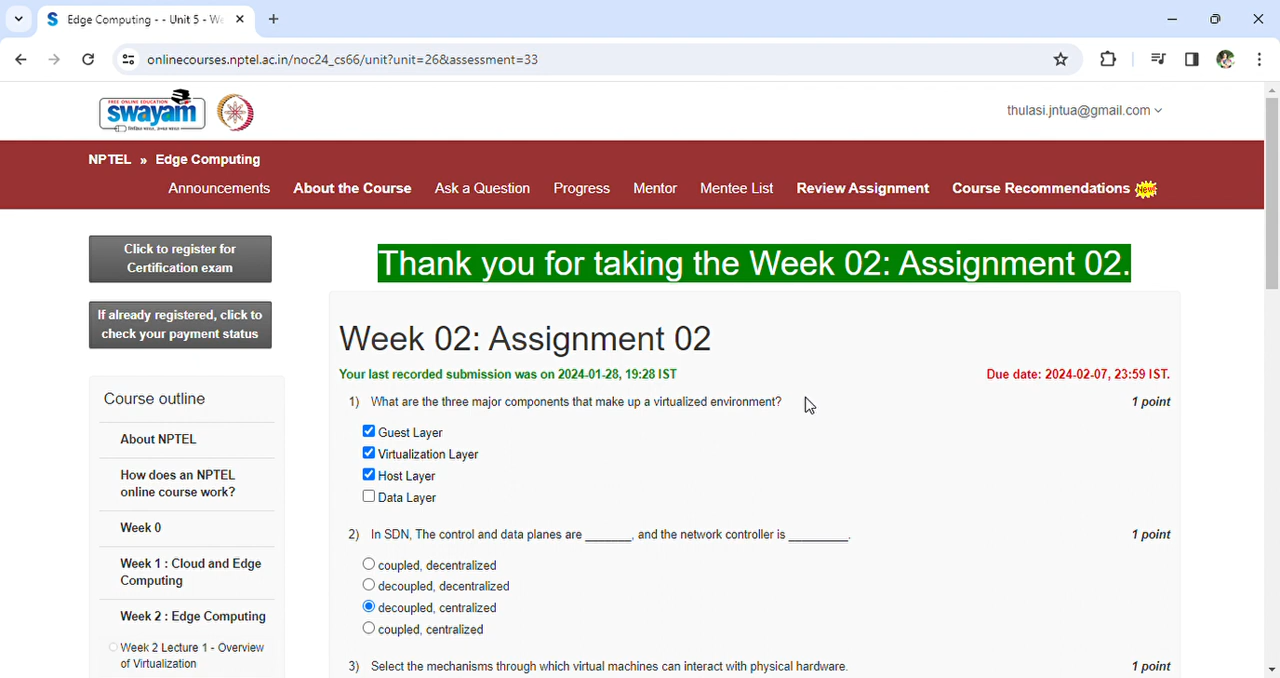 Edge Computing - - Unit 5 - We
onlinecourses.nptel.ac.in/noc24_cs66/unit?unit=26&assessment=33
FREE ONLINE EDUCATION
swayam
thulasi.jntua@gmail.com
NPTEL » Edge Computing
Announcements About the Course Ask a Question Progress Mentor Mentee List Review Assignment Course Recommendations New
Click to register for
Certification exam
If already registered, click to
check your payment status
Course outline
About NPTEL
How does an NPTEL
online course work?
Week 0
Week 1 : Cloud and Edge
Computing
Week 2 : Edge Computing
Week 2 Lecture 1 - Overview
of Virtualization
Thank you for taking the Week 02: Assignment 02.
Week 02: Assignment 02
Your last recorded submission was on 2024-01-28, 19:28 IST Due date: 2024-02-07, 23:59 IST.
1) What are the three major components that make up a virtualized environment? 1 point
Guest Layer
Virtualization Layer
Host Layer
Data Layer
2) In SDN, The control and data planes are ______, and the network controller is ________. 1 point
coupled, decentralized
decoupled, decentralized
decoupled, centralized
coupled, centralized
3) Select the mechanisms through which virtual machines can interact with physical hardware. 1 point